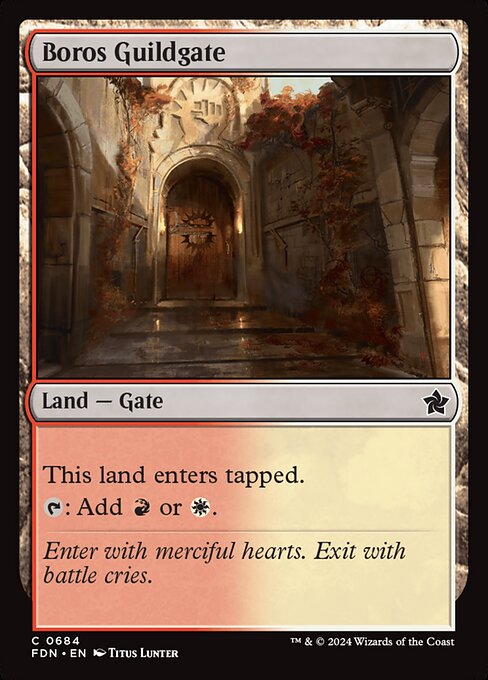 Boros Guildgate
Land — Gate
This land enters tapped.
: Add or .
Enter with merciful hearts. Exit with
battle cries.
C 0684
FDN • EN Titus Lunter
™ & © 2024 Wizards of the Coast